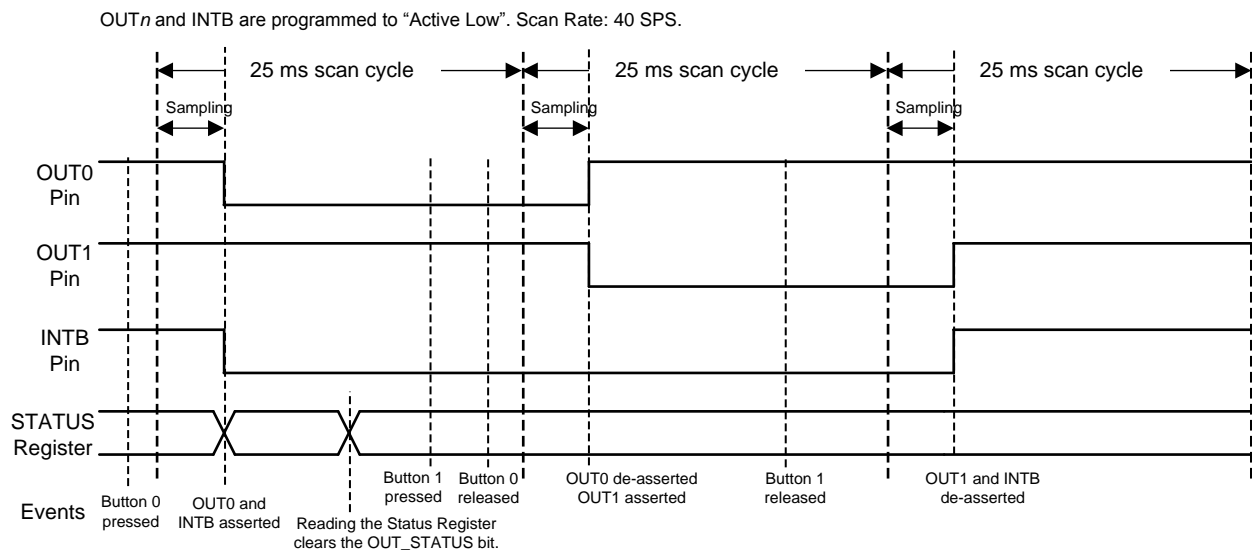 OUTn and INTB are programmed to “Active Low”. Scan Rate: 40 SPS.
25 ms scan cycle
25 ms scan cycle
25 ms scan cycle
Sampling
Sampling
Sampling
OUT0
Pin
OUT1
Pin
INTB
Pin
STATUS
Register
Events
Button 0
pressed
OUT0 and
INTB asserted
Reading the Status Register
clears the OUT_STATUS bit.
Button 1
pressed
Button 0
released
OUT0 de-asserted
OUT1 asserted
Button 1
released
OUT1 and INTB
de-asserted